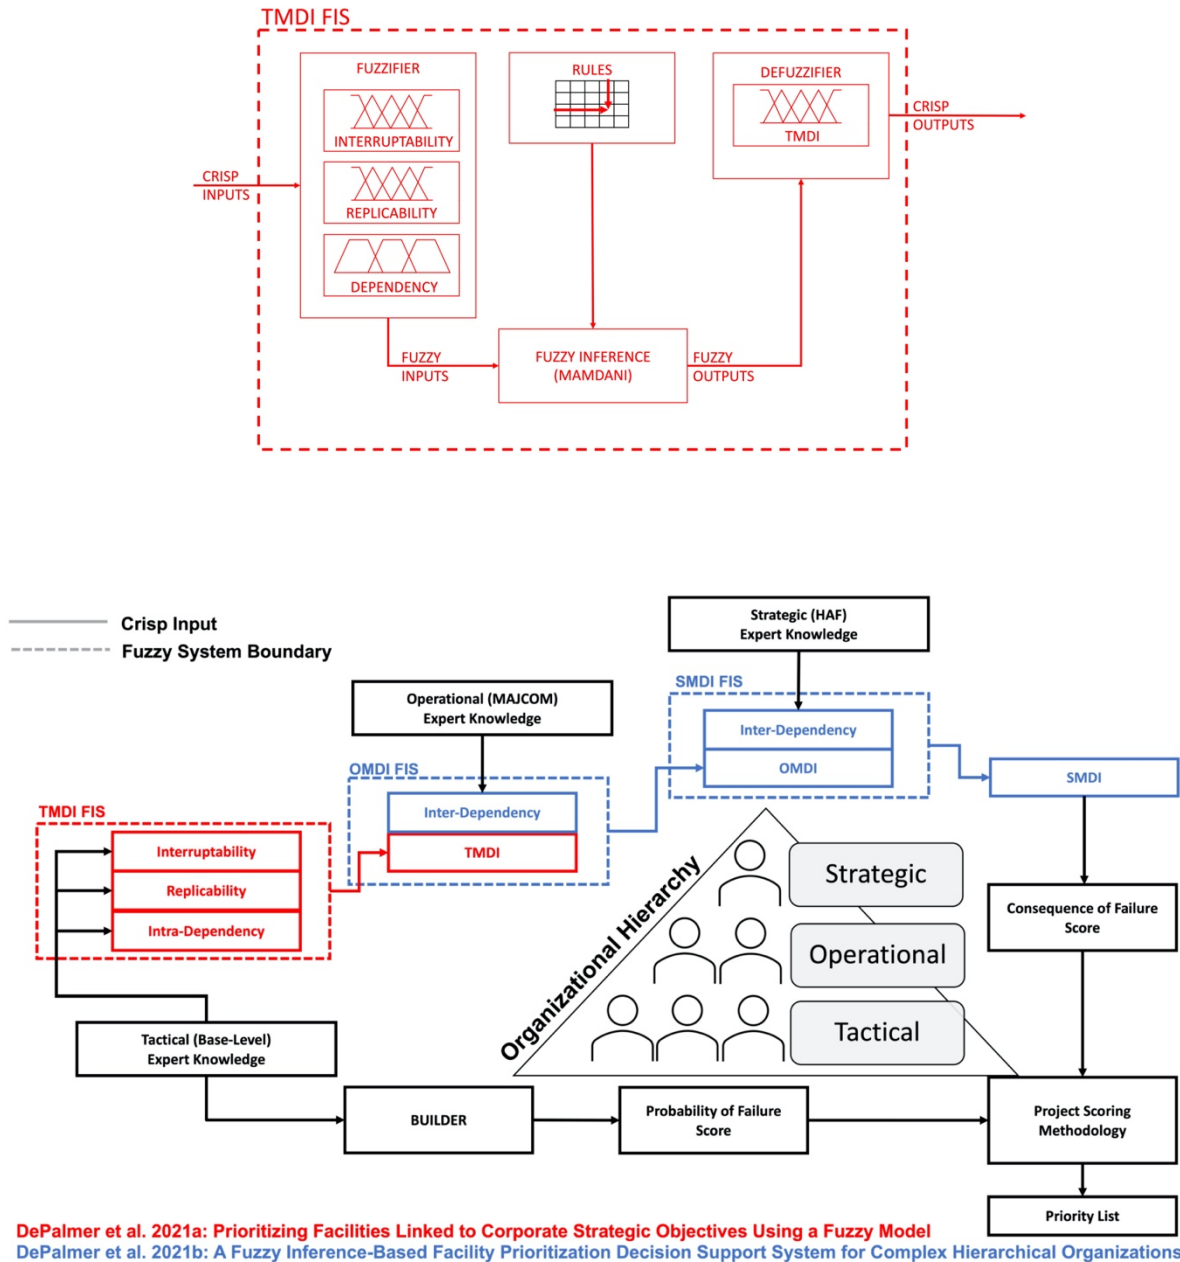 TMDI FIS
FUZZIFIER
INTERRUPTABILITY
REPLICABILITY
DEPENDENCY
RULES
DEFUZZIFIER
TMDI
CRISP
INPUTS
CRISP
OUTPUTS
FUZZY
INPUTS
FUZZY INFERENCE
(MAMDANI)
FUZZY
OUTPUTS
Crisp Input
Fuzzy System Boundary
Strategic (HAF)
Expert Knowledge
Operational (MAJCOM)
Expert Knowledge
SMDI FIS
Inter-Dependency
OMDI
SMDI
OMDI FIS
Inter-Dependency
TMDI
TMDI FIS
Interruptability
Replicability
Intra-Dependency
Organizational Hierarchy
Strategic
Operational
Tactical
Consequence of Failure
Score
Tactical (Base-Level)
Expert Knowledge
BUILDER
Probability of Failure
Score
Project Scoring
Methodology
Priority List
DePalmer et al. 2021a: Prioritizing Facilities Linked to Corporate Strategic Objectives Using a Fuzzy Model
DePalmer et al. 2021b: A Fuzzy Inference-Based Facility Prioritization Decision Support System for Complex Hierarchical Organizations